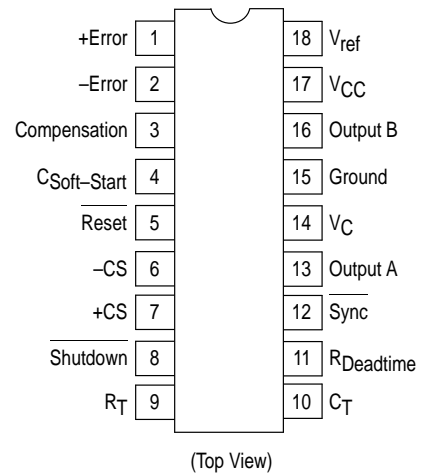 +Error 1 18 Vref
–Error 2 17 VCC
Compensation 3 16 Output B
CSoft–Start 4 15 Ground
Reset 5 14 VC
–CS 6 13 Output A
+CS 7 12 Sync
Shutdown 8 11 RDeadtime
RT 9 10 CT
(Top View)